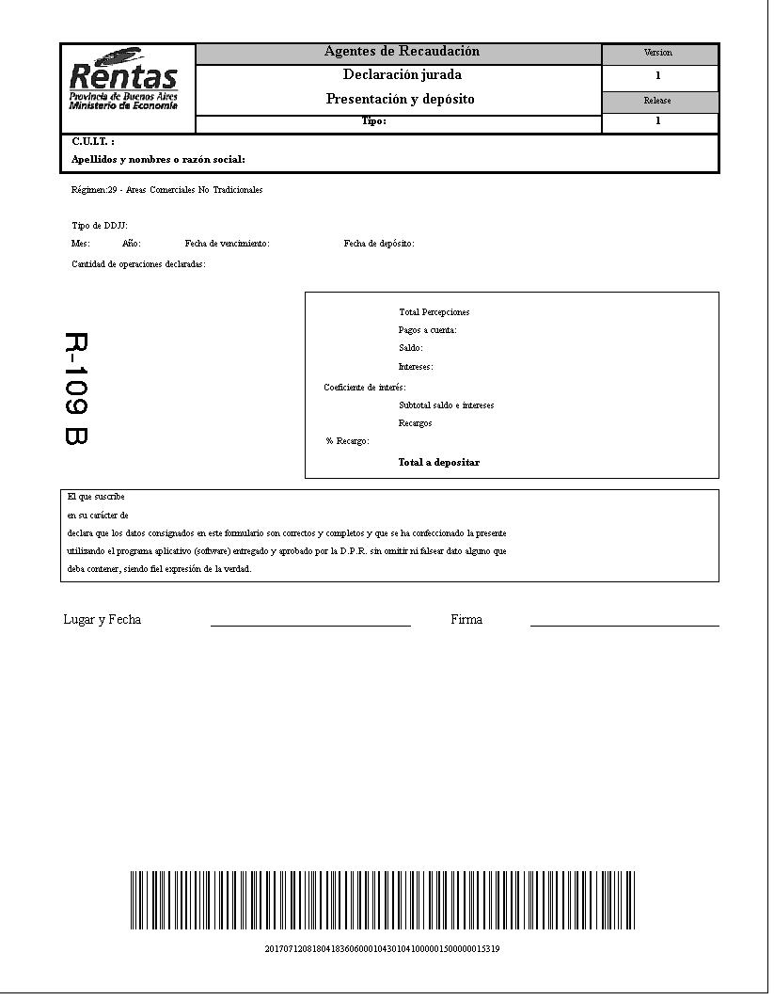 Rentas
Provincia de Buenos Aires
Ministerio de Economía
Agentes de Recaudación
Version
Declaración jurada
1
Presentación y depósito
Release
Tipo:
1
C.U.I.T. :
Apellidos y nombres o razón social:
Régimen:29 - Areas Comerciales No Tradicionales
Tipo de DDJJ:
Mes: Año: Fecha de vencimiento: Fecha de depósito:
Cantidad de operaciones declaradas:
R-109 B
Total Percepciones
Pagos a cuenta:
Saldo:
Intereses:
Coeficiente de interés:
Subtotal saldo e intereses
Recargos
% Recargo:
Total a depositar
El que suscribe
en su carácter de
declara que los datos consignados en este formulario son correctos y completos y que se ha confeccionado la presente
utilizando el programa aplicativo (software) entregado y aprobado por la D.P.R. sin omitir ni falsear dato alguno que
deba contener, siendo fiel expresión de la verdad.
Lugar y Fecha Firma
2017071208180418360600010430104100000150000001531​9